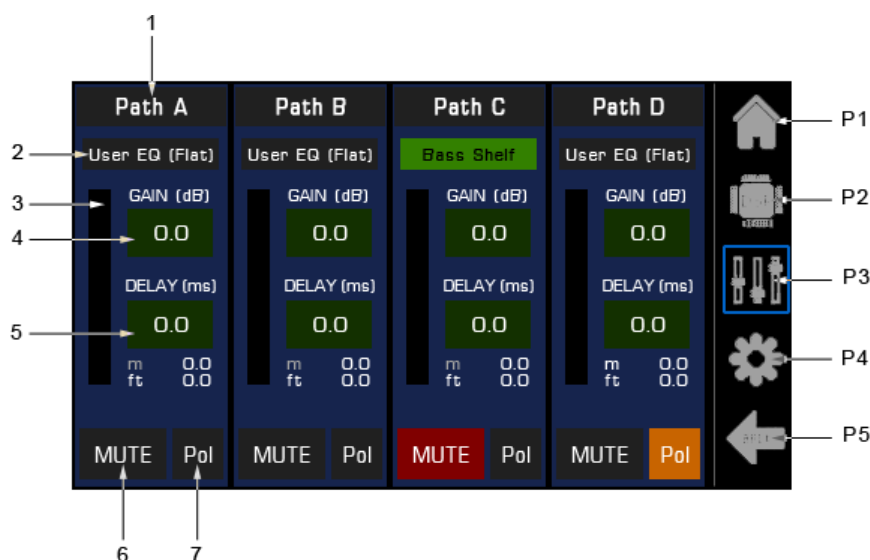 1
Path A Path B Path C Path D
P1
2 User EQ (Flat) User EQ (Flat) Bass Shelf User EQ (Flat)
P2
3 GAIN (dB) GAIN (dB) GAIN (dB) GAIN (dB)
4 0.0 0.0 0.0 0.0
P3
DELAY (ms) DELAY (ms) DELAY (ms) DELAY (ms)
5 0.0 0.0 0.0 0.0
P4
m 0.0 m 0.0 m 0.0 m 0.0
ft 0.0 ft 0.0 ft 0.0 ft 0.0
P5
MUTE Pol MUTE Pol MUTE Pol MUTE Pol
6 7